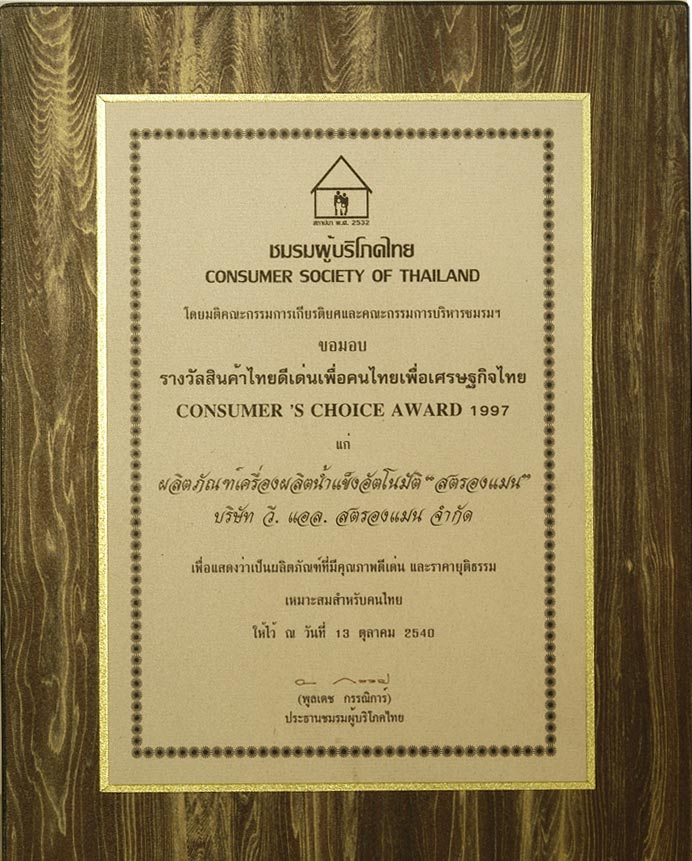 สถาปนา พ.ศ. 2532
ชมรมผู้บริโภคไทย
CONSUMER SOCIETY OF THAILAND
โดยมติคณะกรรมการเกียรติยศและคณะกรรมการบริหารชมรมฯ
ขอมอบ
รางวัลสินค้าไทยดีเด่นเพื่อคนไทยเพื่อเศรษฐกิจไทย
CONSUMER 'S CHOICE AWARD 1997
แก่
ผลิตภัณฑ์เครื่องผลิตน้ำแข็งอัตโนมัติ "สตรองแมน"
บริษัท วี. แอล. สตรองแมน จำกัด
เพื่อแสดงว่าเป็นผลิตภัณฑ์ที่มีคุณภาพดีเด่น และราคายุติธรรม
เหมาะสมสำหรับคนไทย
ให้ไว้ ณ วันที่ 13 ตุลาคม 2540
(พูลเดช กรรณิการ์)
ประธานชมรมผู้บริโภคไทย